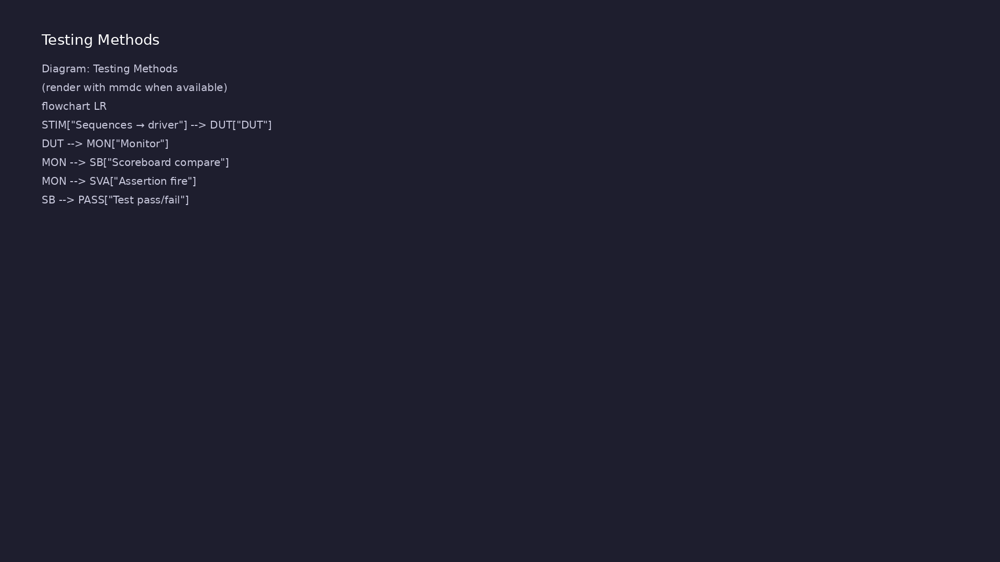 Testing Methods
Diagram: Testing Methods
(render with mmdc when available)
flowchart LR
STIM["Sequences → driver"] --> DUT["DUT"]
DUT --> MON["Monitor"]
MON --> SB["Scoreboard compare"]
MON --> SVA["Assertion fire"]
SB --> PASS["Test pass/fail"]